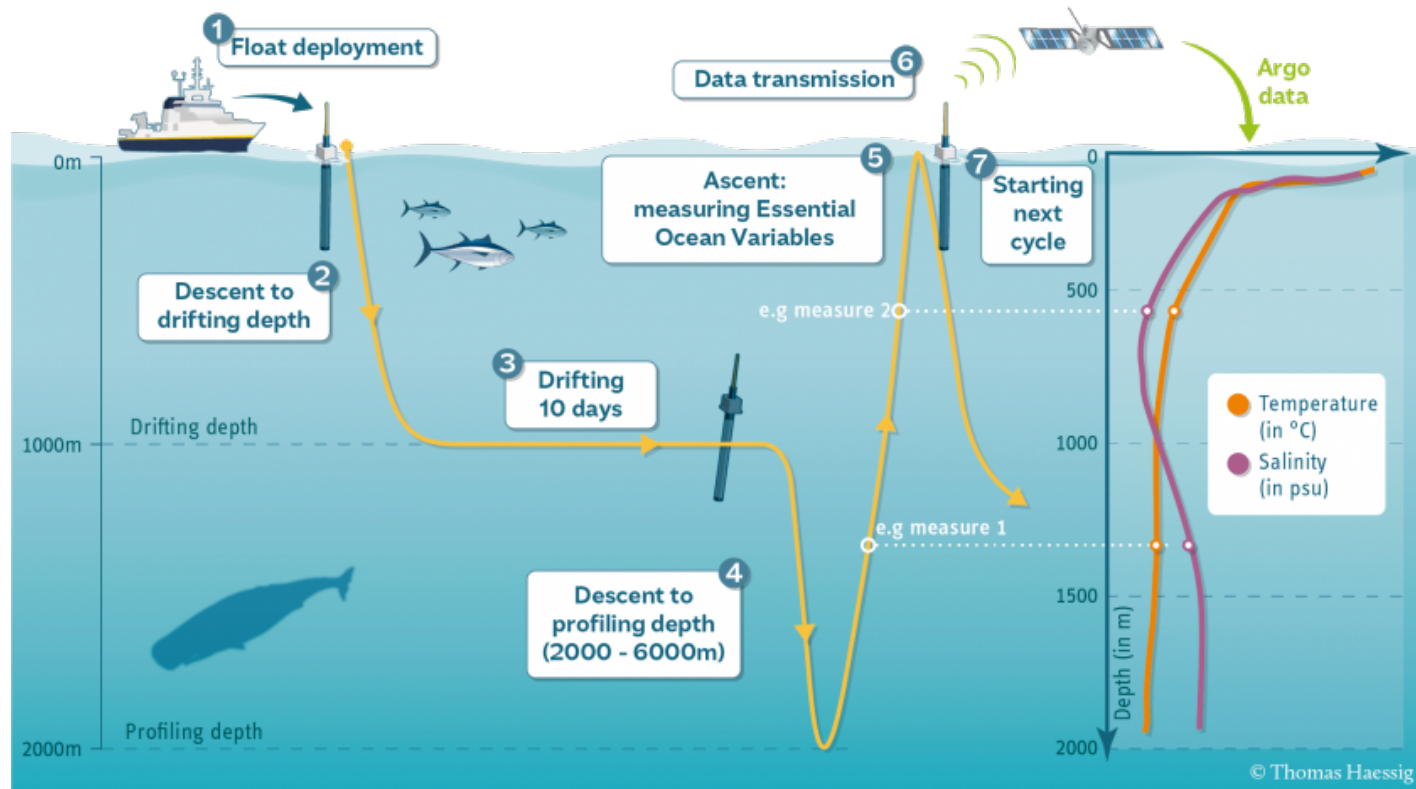 1
Float deployment
6
Data transmission
Argo
data
0m
5
Ascent:
measuring Essential
Ocean Variables
7
Starting
next
cycle
0
2
Descent to
drifting depth
500
e.g measure 2
3
Drifting
10 days
Temperature
(in °C)
Salinity
(in psu)
Drifting depth
1000m
1000
e.g measure 1
4
Descent to
profiling depth
(2000 - 6000m)
1500
Depth (in m)
Profiling depth
2000m
2000
© Thomas Haessig